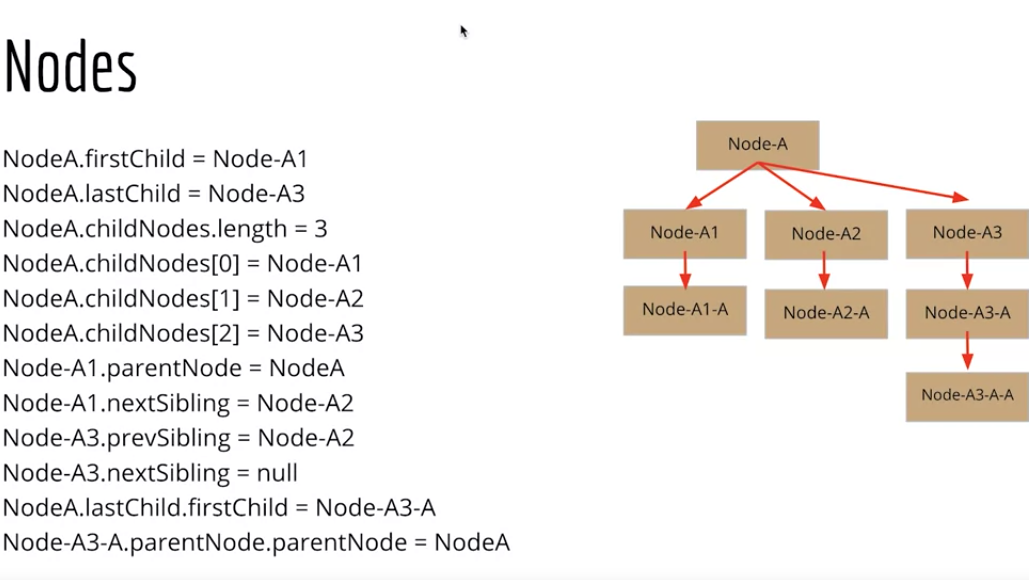 Nodes
NodeA.firstChild = Node-A1
NodeA.lastChild = Node-A3
NodeA.childNodes.length = 3
NodeA.childNodes[0] = Node-A1
NodeA.childNodes[1] = Node-A2
NodeA.childNodes[2] = Node-A3
Node-A1.parentNode = NodeA
Node-A1.nextSibling = Node-A2
Node-A3.prevSibling = Node-A2
Node-A3.nextSibling = null
NodeA.lastChild.firstChild = Node-A3-A
Node-A3-A.parentNode.parentNode = NodeA
Node-A
Node-A1 Node-A2 Node-A3
Node-A1-A Node-A2-A Node-A3-A
Node-A3-A-A